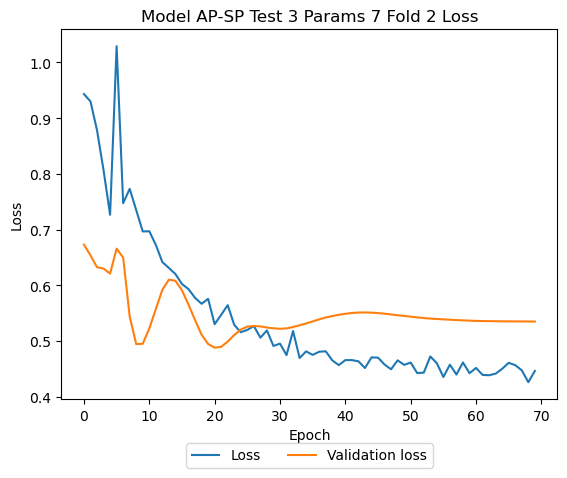 Model AP-SP Test 3 Params 7 Fold 2 Loss
1.0
0.9
0.8
0.7
0.6
0.5
0.4
Loss
0 10 20 30 40 50 60 70
Epoch
Loss Validation loss